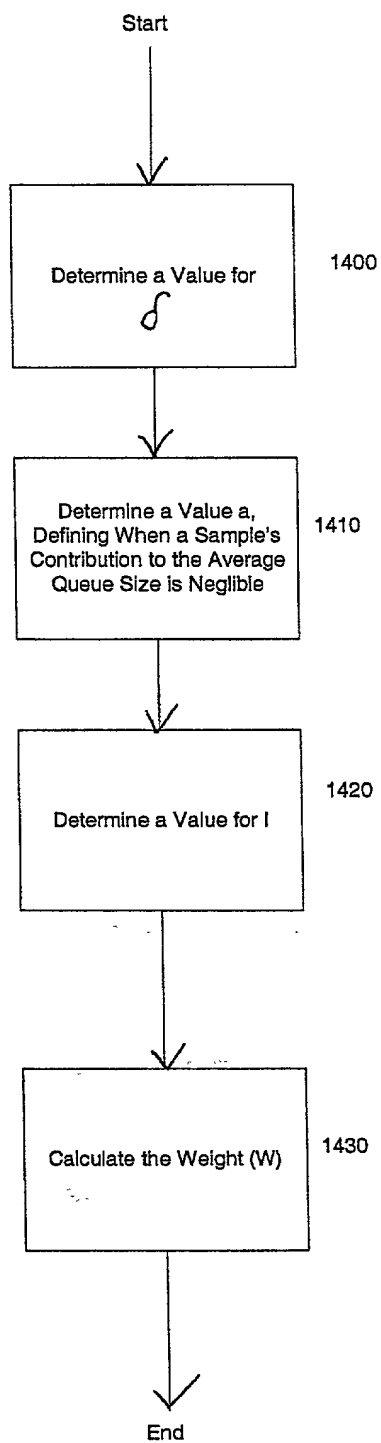 Start
Determine a Value for
δ
1400
Determine a Value a,
Defining When a Sample's
Contribution to the Average
Queue Size is Neglible
1410
Determine a Value for I
1420
Calculate the Weight (W)
1430
End